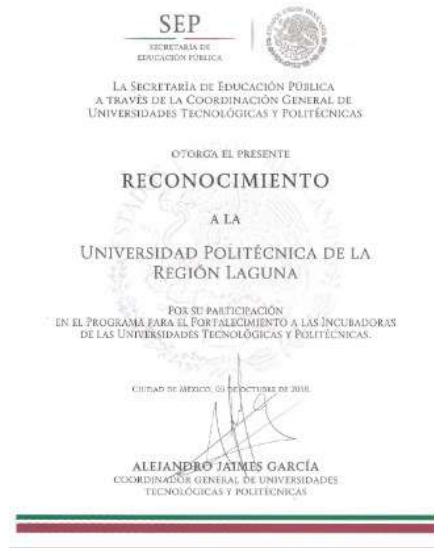 SEP
SECRETARÍA DE
EDUCACIÓN PÚBLICA
LA SECRETARÍA DE EDUCACIÓN PÚBLICA
A TRAVÉS DE LA COORDINACIÓN GENERAL DE
UNIVERSIDADES TECNOLÓGICAS Y POLITÉCNICAS
OTORGA EL PRESENTE
RECONOCIMIENTO
A LA
UNIVERSIDAD POLITÉCNICA DE LA
REGIÓN LAGUNA
POR SU PARTICIPACIÓN
EN EL PROGRAMA PARA EL FORTALECIMIENTO A LAS INCUBADORAS
DE LAS UNIVERSIDADES TECNOLÓGICAS Y POLITÉCNICAS.
CIUDAD DE MÉXICO, DE OCTUBRE DE
ALEJANDRO JAIMES GARCÍA
COORDINADOR GENERAL DE UNIVERSIDADES
TECNOLÓGICAS Y POLITÉCNICAS